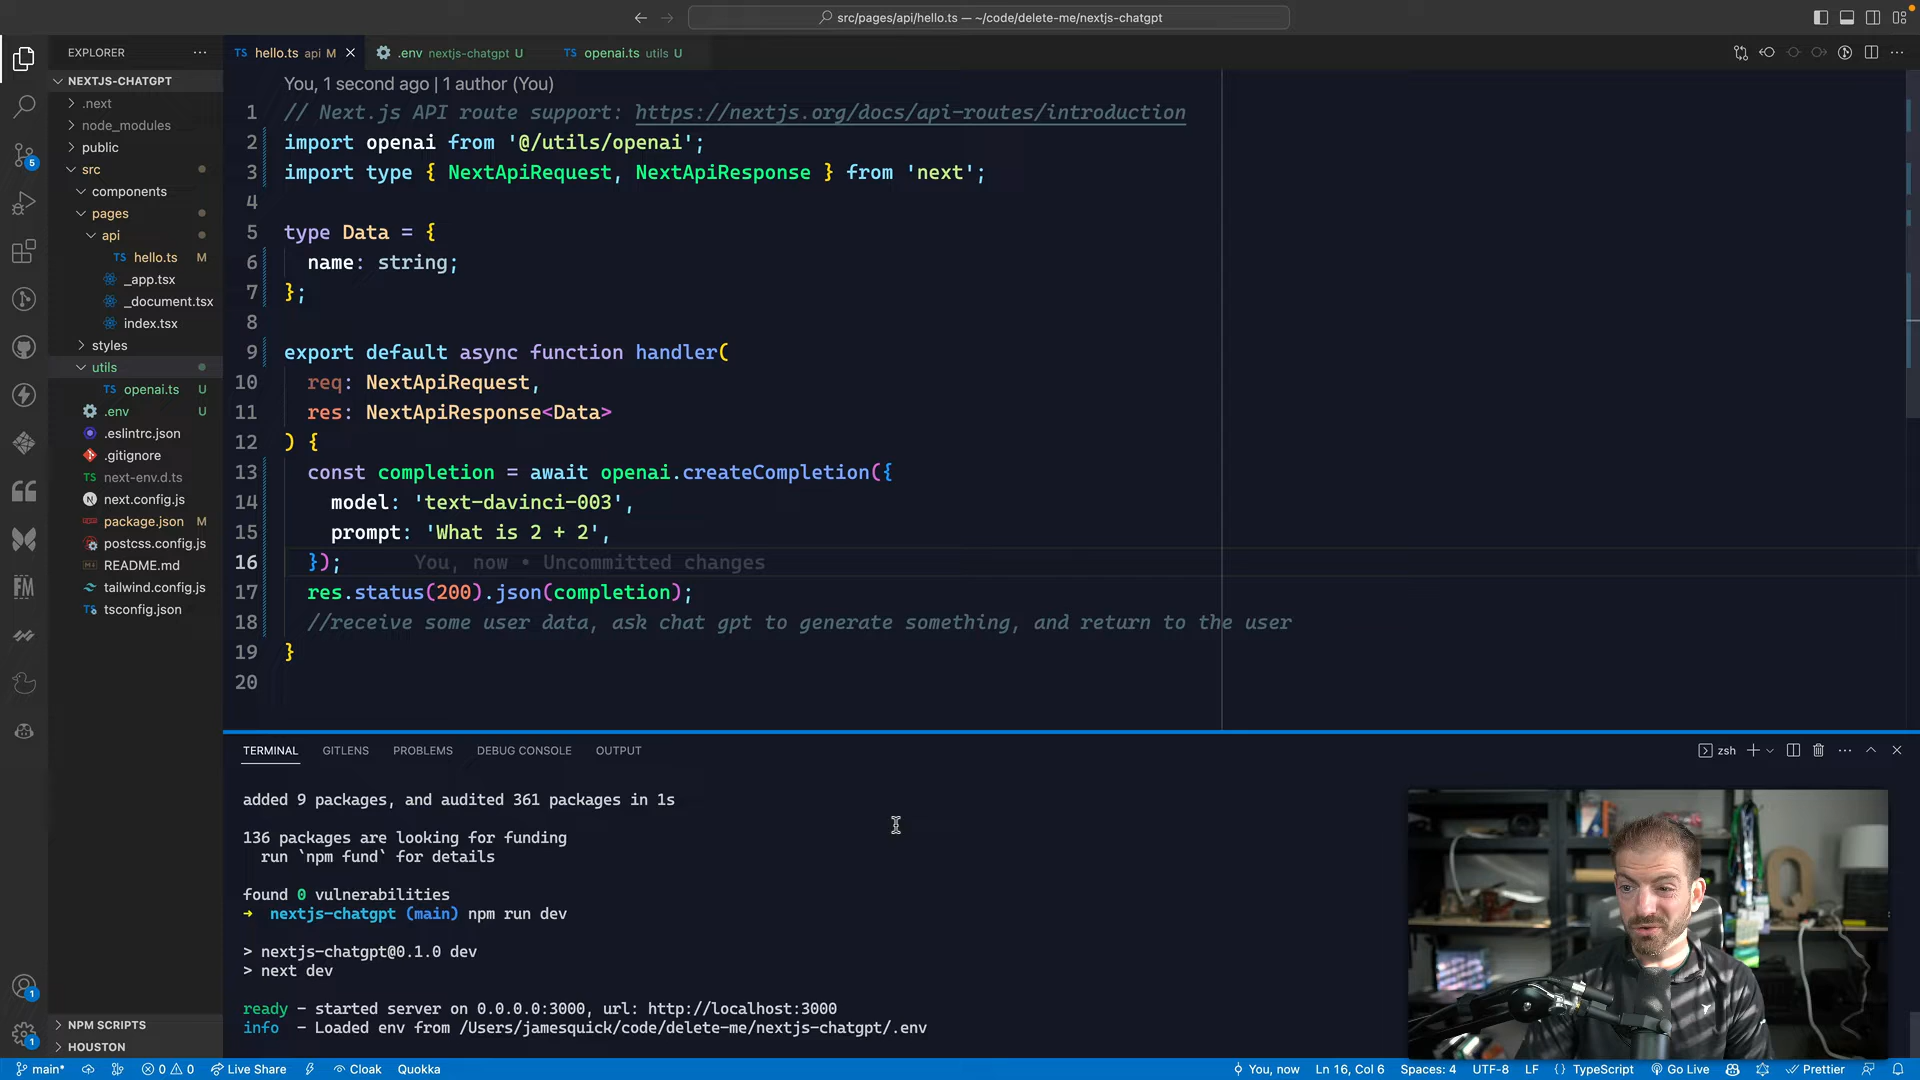 src/pages/api/hello.ts — ~/code/delete-me/nextjs-chatgpt
EXPLORER
hello.ts api M
.env nextjs-chatgpt U
openai.ts utils U
NEXTJS-CHATGPT
.next
node_modules
public
src
components
pages
api
hello.ts M
_app.tsx
_document.tsx
index.tsx
styles
utils
openai.ts U
.env U
.eslintrc.json
.gitignore
next-env.d.ts
next.config.js
package.json M
postcss.config.js
README.md
tailwind.config.js
tsconfig.json
NPM SCRIPTS
HOUSTON
5
FM
1
1
You, 1 second ago | 1 author (You)
1 // Next.js API route support: https://nextjs.org/docs/api-routes/introduction
2 import openai from '@/utils/openai';
3 import type { NextApiRequest, NextApiResponse } from 'next';
4
5 type Data = {
6 name: string;
7 };
8
9 export default async function handler(
10 req: NextApiRequest,
11 res: NextApiResponse<Data>
12 ) {
13 const completion = await openai.createCompletion({
14 model: 'text-davinci-003',
15 prompt: 'What is 2 + 2',
16 }); You, now • Uncommitted changes
17 res.status(200).json(completion);
18 //receive some user data, ask chat gpt to generate something, and return to the user
19 }
20
TERMINAL GITLENS PROBLEMS DEBUG CONSOLE OUTPUT
zsh
added 9 packages, and audited 361 packages in 1s
136 packages are looking for funding
run `npm fund` for details
found 0 vulnerabilities
➜ nextjs-chatgpt (main) npm run dev
> nextjs-chatgpt@0.1.0 dev
> next dev
ready - started server on 0.0.0.0:3000, url: http://localhost:3000
info - Loaded env from /Users/jamesquick/code/delete-me/nextjs-chatgpt/.env
main* 0 0 Live Share Cloak Quokka You, now Ln 16, Col 6 Spaces: 4 UTF-8 LF {} TypeScript Go Live Prettier